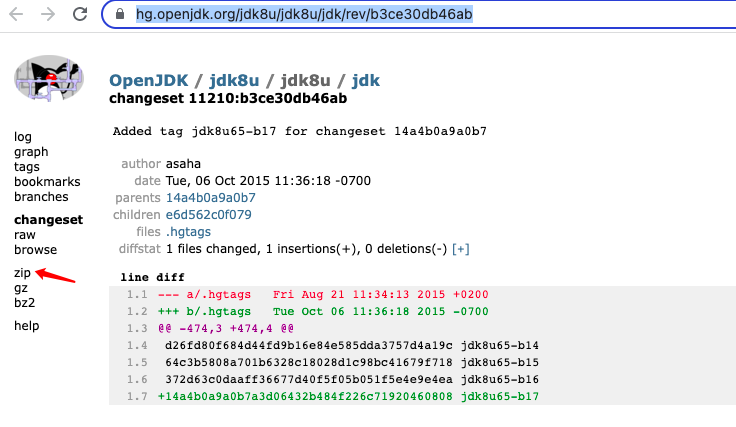 hg.openjdk.org/jdk8u/jdk8u/jdk/rev/b3ce30db46ab
OpenJDK / jdk8u / jdk8u / jdk
changeset 11210:b3ce30db46ab
Added tag jdk8u65-b17 for changeset 14a4b0a9a0b7
log
graph
tags
bookmarks
branches
changeset
raw
browse
zip
gz
bz2
help
author asaha
date Tue, 06 Oct 2015 11:36:18 -0700
parents 14a4b0a9a0b7
children e6d562c0f079
files .hgtags
diffstat 1 files changed, 1 insertions(+), 0 deletions(-) [+]
line diff
1.1 --- a/.hgtags Fri Aug 21 11:34:13 2015 +0200
1.2 +++ b/.hgtags Tue Oct 06 11:36:18 2015 -0700
1.3 @@ -474,3 +474,4 @@
1.4 d26fd80f684d44fd9b16e84e585dda3757d4a19c jdk8u65-b14
1.5 64c3b5808a701b6328c18028d1c98bc41679f718 jdk8u65-b15
1.6 372d63c0daaff36677d40f5f05b051f5e4e9e4ea jdk8u65-b16
1.7 +14a4b0a9a0b7a3d06432b484f226c71920460808 jdk8u65-b17